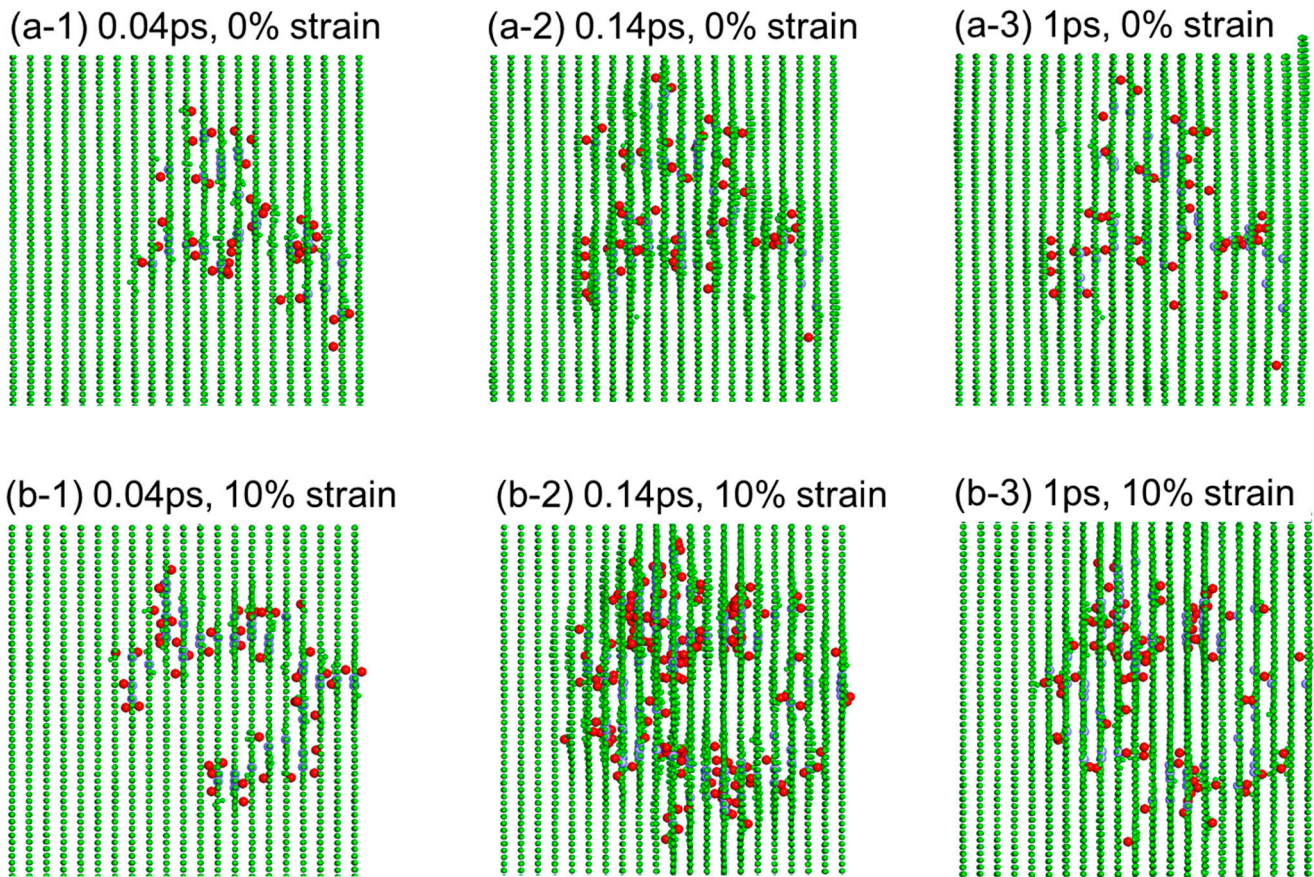 (a-1) 0.04ps, 0% strain
(a-2) 0.14ps, 0% strain
(a-3) 1ps, 0% strain
(b-1) 0.04ps, 10% strain
(b-2) 0.14ps, 10% strain
(b-3) 1ps, 10% strain